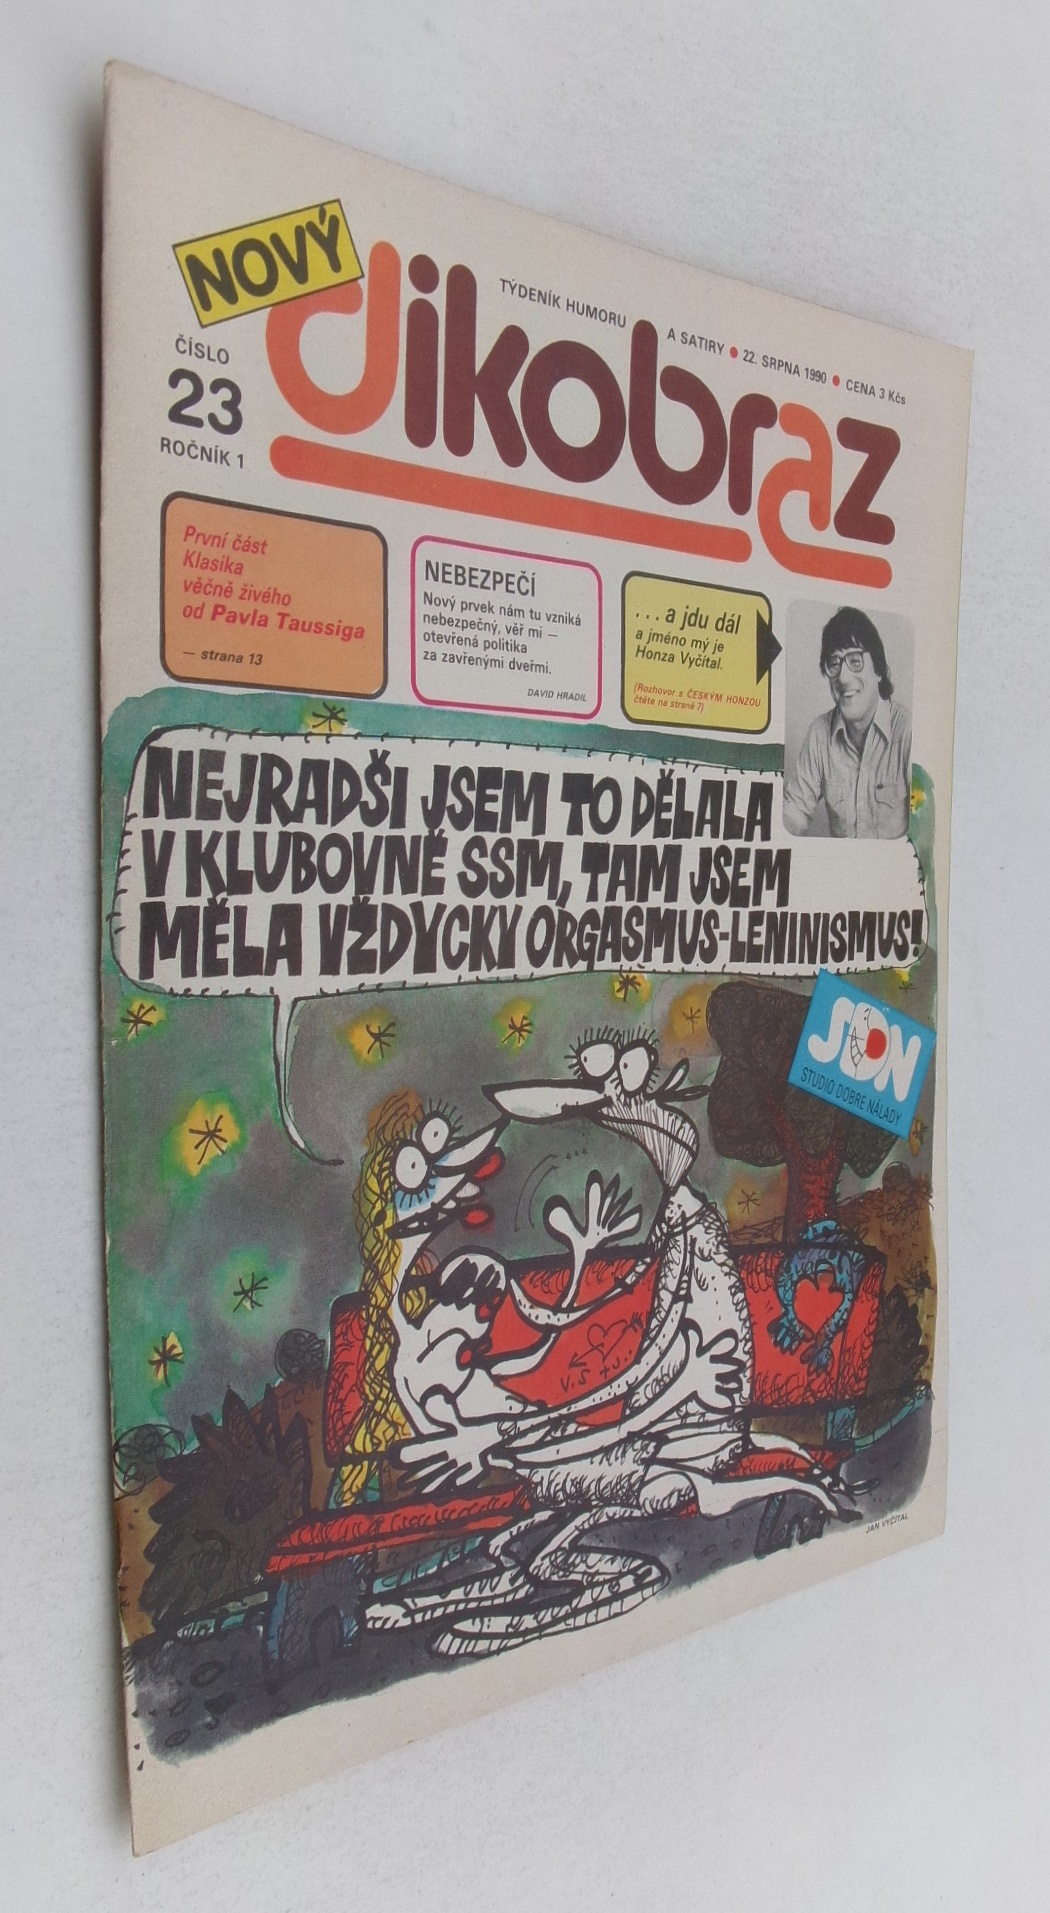 NOVÝ
dikobraz
TÝDENÍK HUMORU A SATIRY ● 22. SRPNA 1990 ● CENA 3 Kčs
ČÍSLO
23
ROČNÍK 1
První část
Klasika
věčně živého
od Pavla Taussiga
— strana 13
NEBEZPEČÍ
Nový prvek nám tu vzniká
nebezpečný, věř mi —
otevřená politika
za zavřenými dveřmi.
DAVID HRADIL
...a jdu dál
a jméno mý je
Honza Vyčítal.
(Rozhovor s ČESKÝM HONZOU
čtěte na straně 7)
NEJRADŠI JSEM TO DĚLALA
V KLUBOVNĚ SSM, TAM JSEM
MĚLA VŽDYCKY ORGASMUS-LENINISMUS!
SDN
STUDIO DOBRÉ NÁLADY
V.S
JAN VYČÍTAL